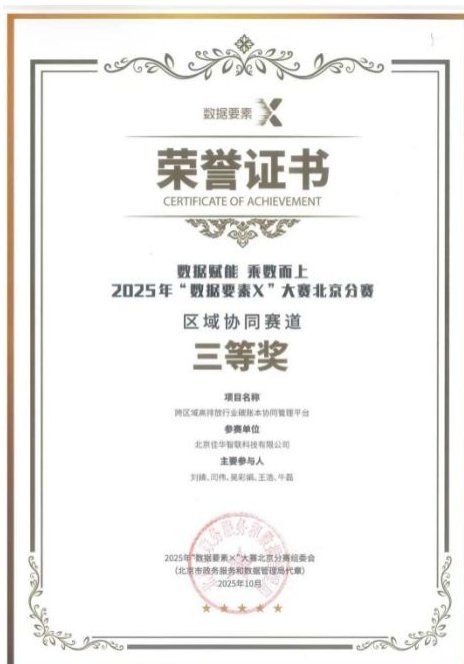 数据要素X
荣誉证书
CERTIFICATE OF ACHIEVEMENT
数据赋能 乘数而上
2025年“数据要素X”大赛北京分赛
区域协同赛道
三等奖
项目名称
跨区域高排放行业碳账本协同管理平台
参赛单位
北京佳华智联科技有限公司
主要参与人
刘婧、闫伟、吴彩娟、王浩、牛磊
2025年“数据要素×”大赛北京分赛组委会
（北京市政务服务和数据管理局代章）
2025年10月